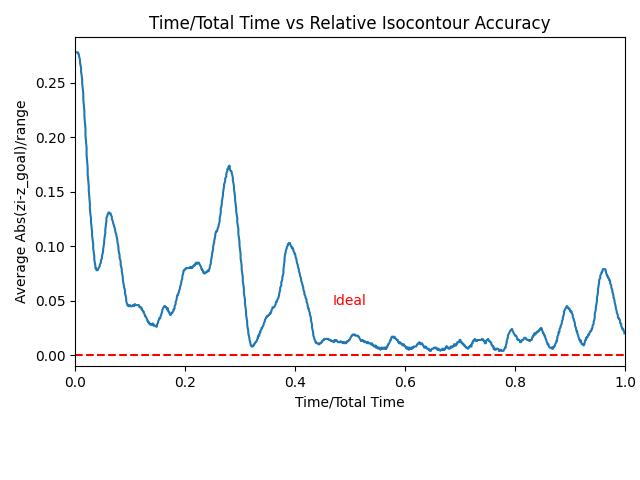 Time/Total Time vs Relative Isocontour Accuracy
Average Abs(zi-z_goal)/range
0.25
0.20
0.15
0.10
0.05
0.00
Ideal
0.0 0.2 0.4 0.6 0.8 1.0
Time/Total Time